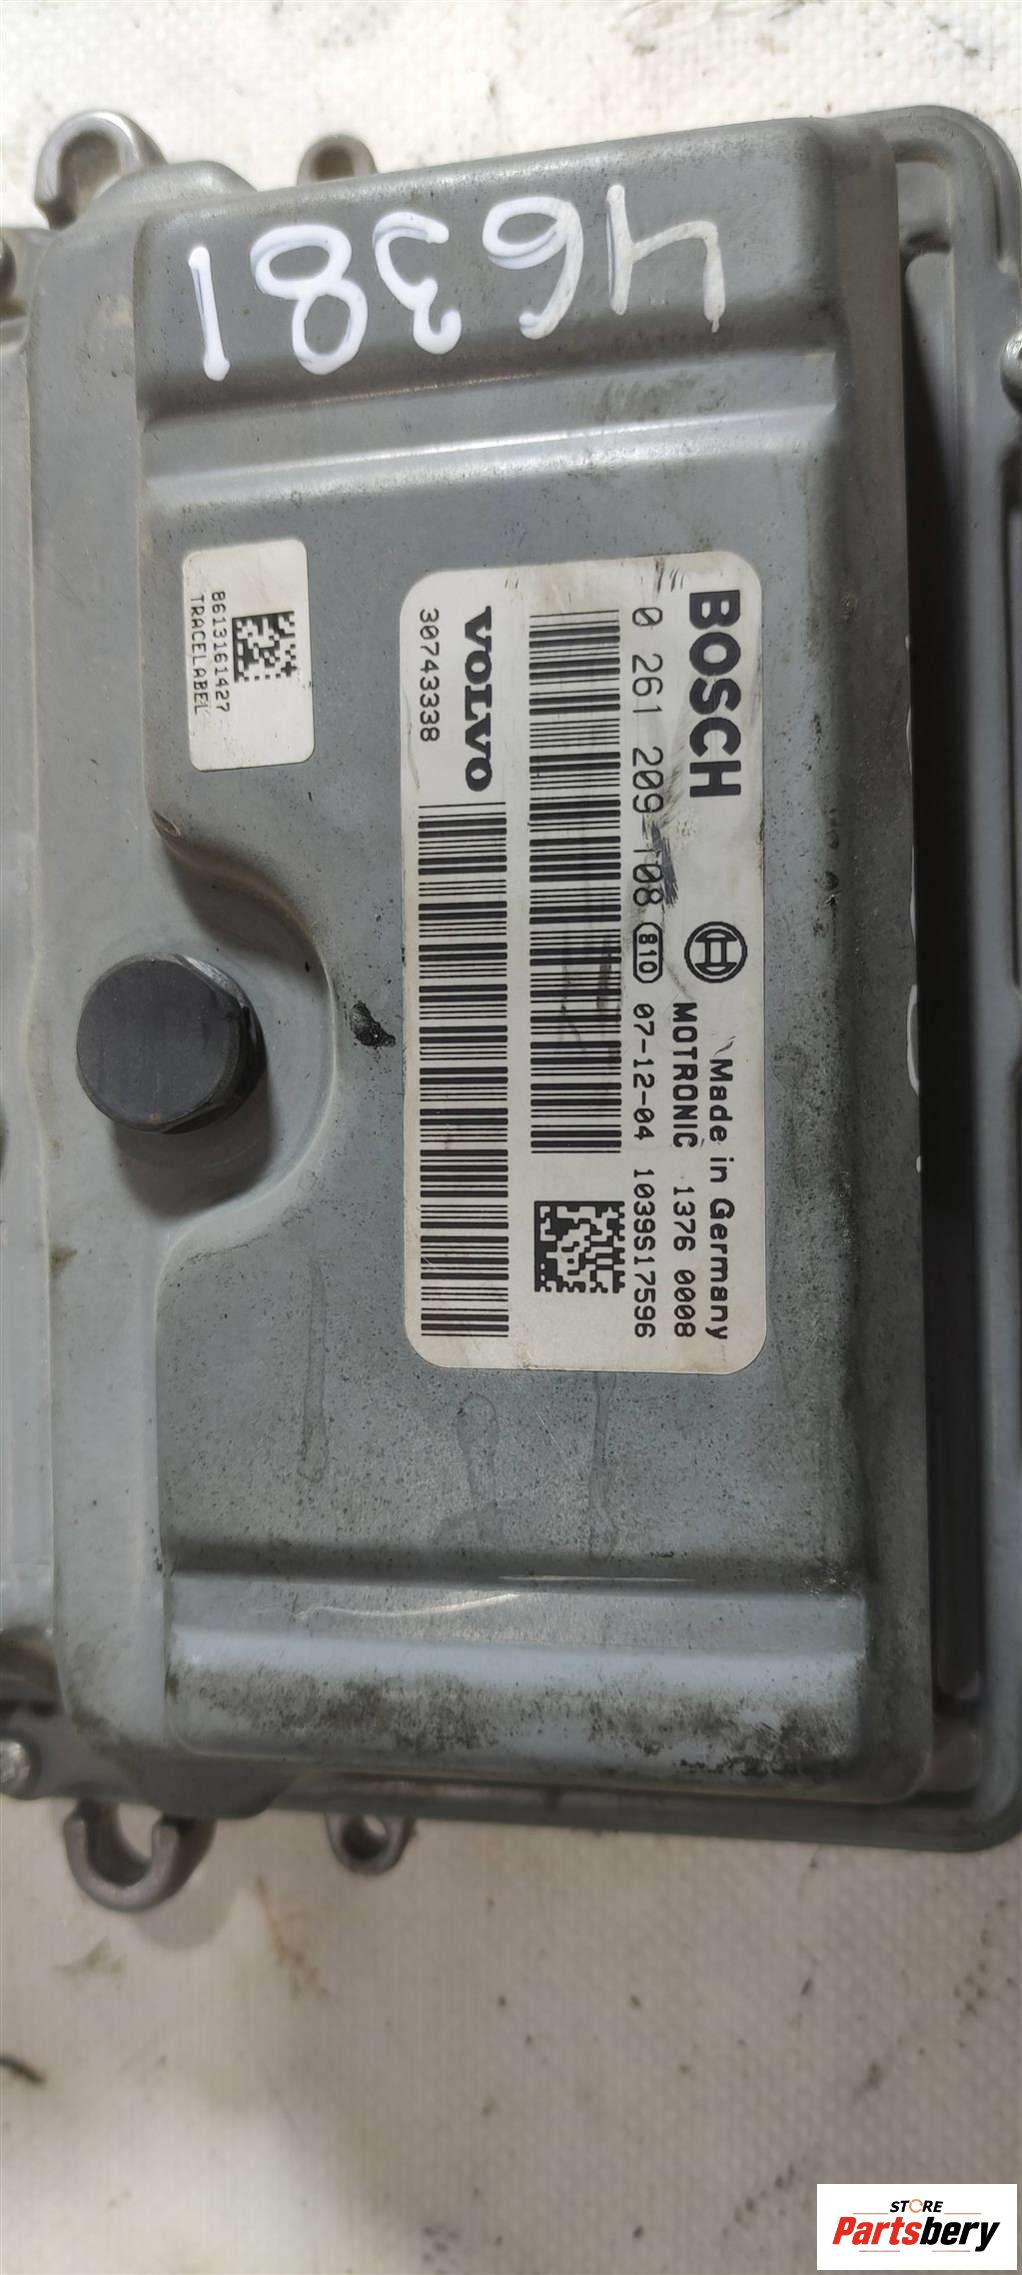 46381
BOSCH
Made in Germany
MOTRONIC 1376 0008
0 261 209 108 810 07-12-04 1039S17596
VOLVO
30743338
8613161427
TRACELABEL
STORE
Partsbery